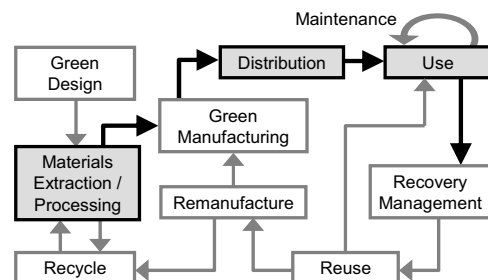 Maintenance
Green
Design
Distribution
Use
Green
Manufacturing
Materials
Extraction /
Processing
Remanufacture
Recovery
Management
Recycle
Reuse